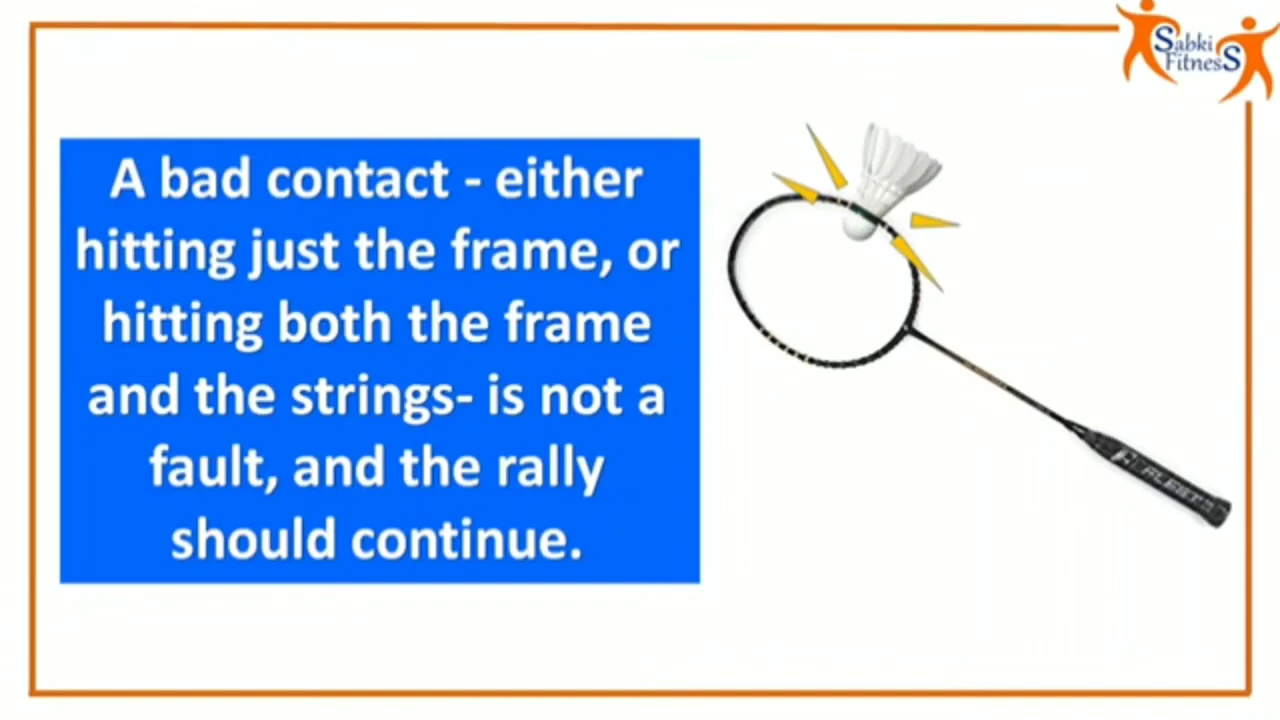 Sabki
FitnesS
A bad contact - either
hitting just the frame, or
hitting both the frame
and the strings- is not a
fault, and the rally
should continue.